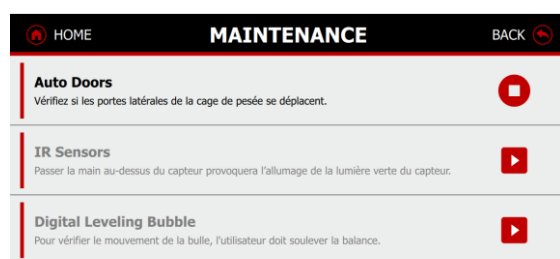 HOME MAINTENANCE BACK
Auto Doors
Vérifiez si les portes latérales de la cage de pesée se déplacent.
IR Sensors
Passer la main au-dessus du capteur provoquera l'allumage de la lumière verte du capteur.
Digital Leveling Bubble
Pour vérifier le mouvement de la bulle, l'utilisateur doit soulever la balance.